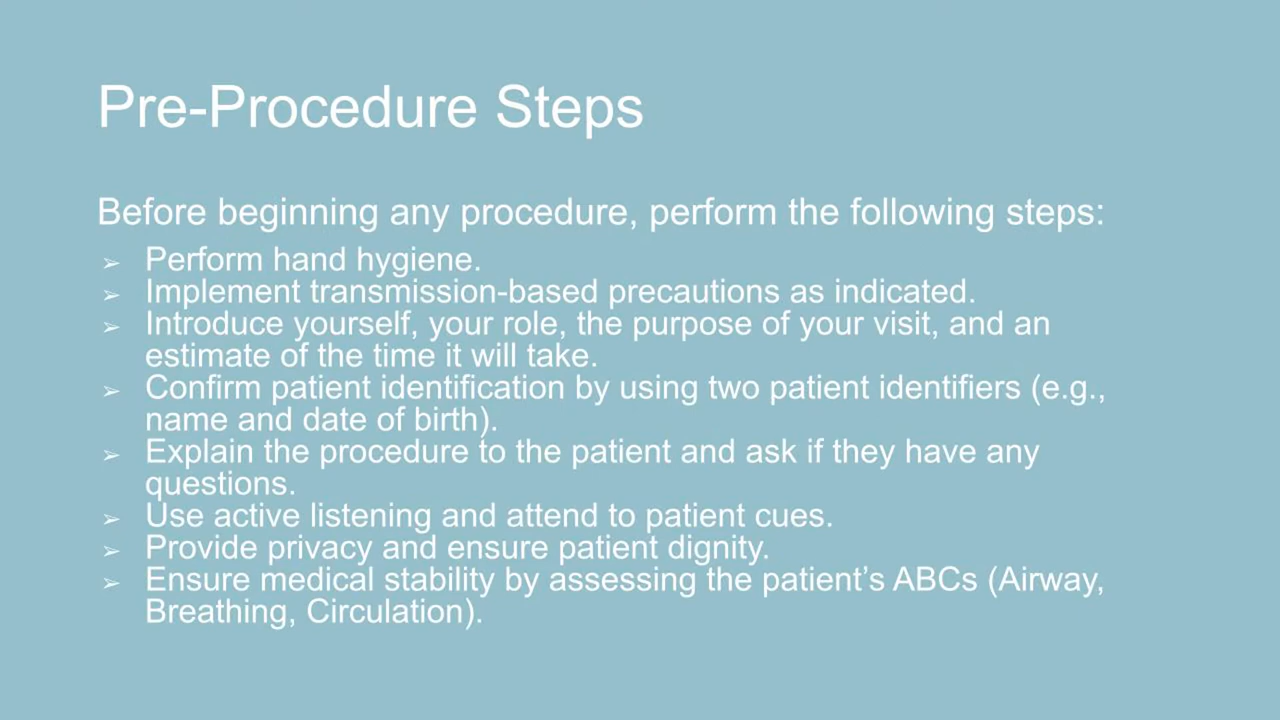 Pre-Procedure Steps
Before beginning any procedure, perform the following steps:
➢ Perform hand hygiene.
➢ Implement transmission-based precautions as indicated.
➢ Introduce yourself, your role, the purpose of your visit, and an
estimate of the time it will take.
➢ Confirm patient identification by using two patient identifiers (e.g.,
name and date of birth).
➢ Explain the procedure to the patient and ask if they have any
questions.
➢ Use active listening and attend to patient cues.
➢ Provide privacy and ensure patient dignity.
➢ Ensure medical stability by assessing the patient’s ABCs (Airway,
Breathing, Circulation).